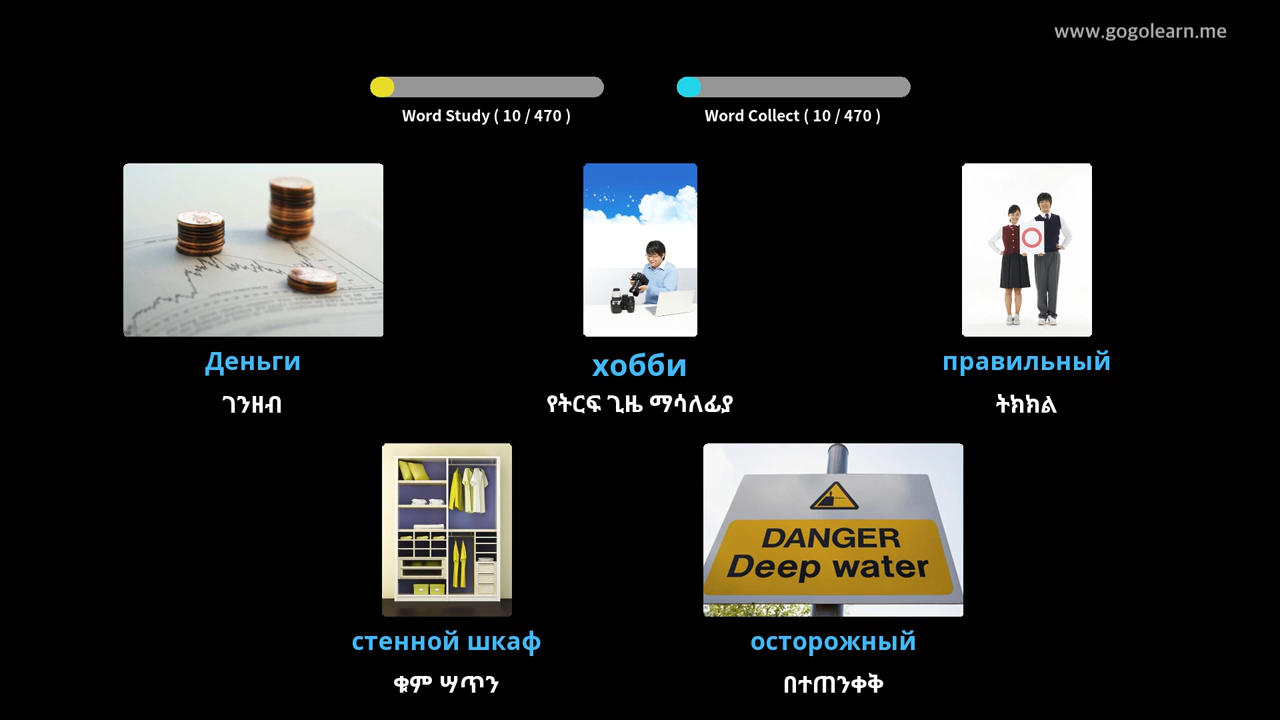 www.gogolearn.me
Word Study ( 10 / 470 )
Word Collect ( 10 / 470 )
Деньги
ገንዘብ
хобби
የትርፍ ጊዜ ማሳለፊያ
правильный
ትክክል
DANGER
Deep water
стенной шкаф
ቁም ሣጥን
осторожный
በተጠንቀቅ